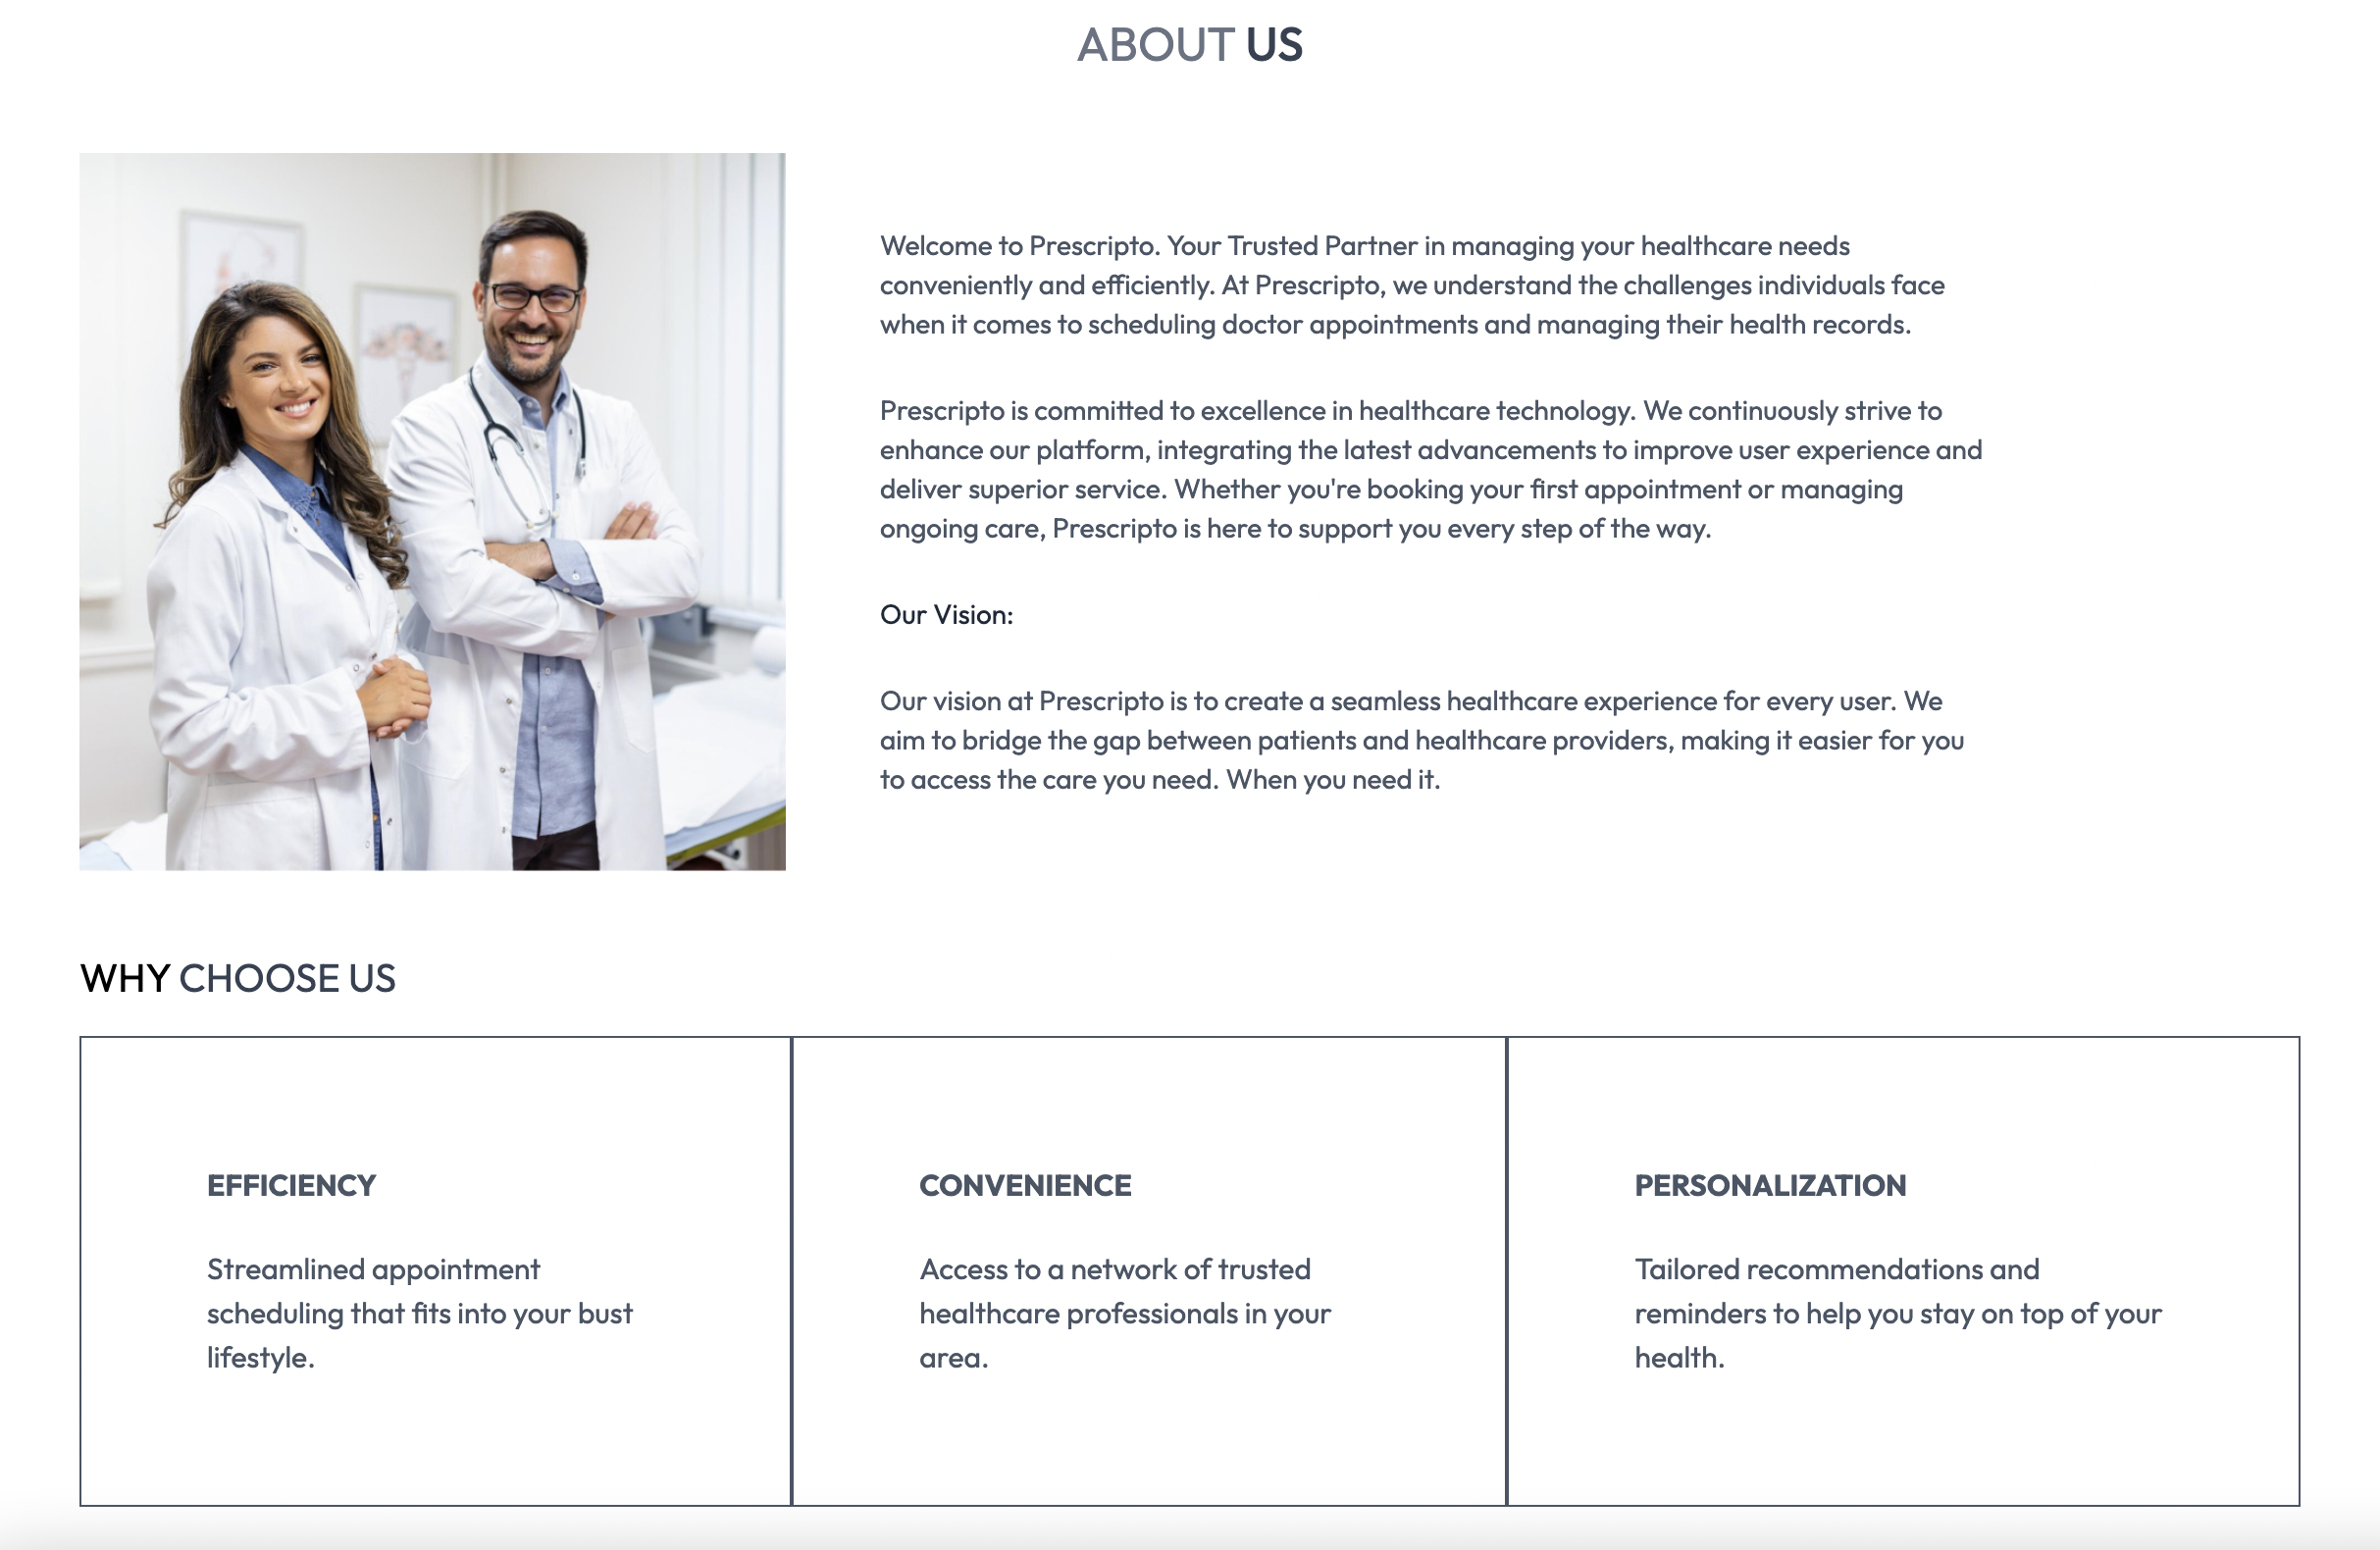 ABOUT US
Welcome to Prescripto. Your Trusted Partner in managing your healthcare needs
conveniently and efficiently. At Prescripto, we understand the challenges individuals face
when it comes to scheduling doctor appointments and managing their health records.
Prescripto is committed to excellence in healthcare technology. We continuously strive to
enhance our platform, integrating the latest advancements to improve user experience and
deliver superior service. Whether you're booking your first appointment or managing
ongoing care, Prescripto is here to support you every step of the way.
Our Vision:
Our vision at Prescripto is to create a seamless healthcare experience for every user. We
aim to bridge the gap between patients and healthcare providers, making it easier for you
to access the care you need. When you need it.
WHY CHOOSE US
EFFICIENCY
Streamlined appointment
scheduling that fits into your bust
lifestyle.
CONVENIENCE
Access to a network of trusted
healthcare professionals in your
area.
PERSONALIZATION
Tailored recommendations and
reminders to help you stay on top of your
health.